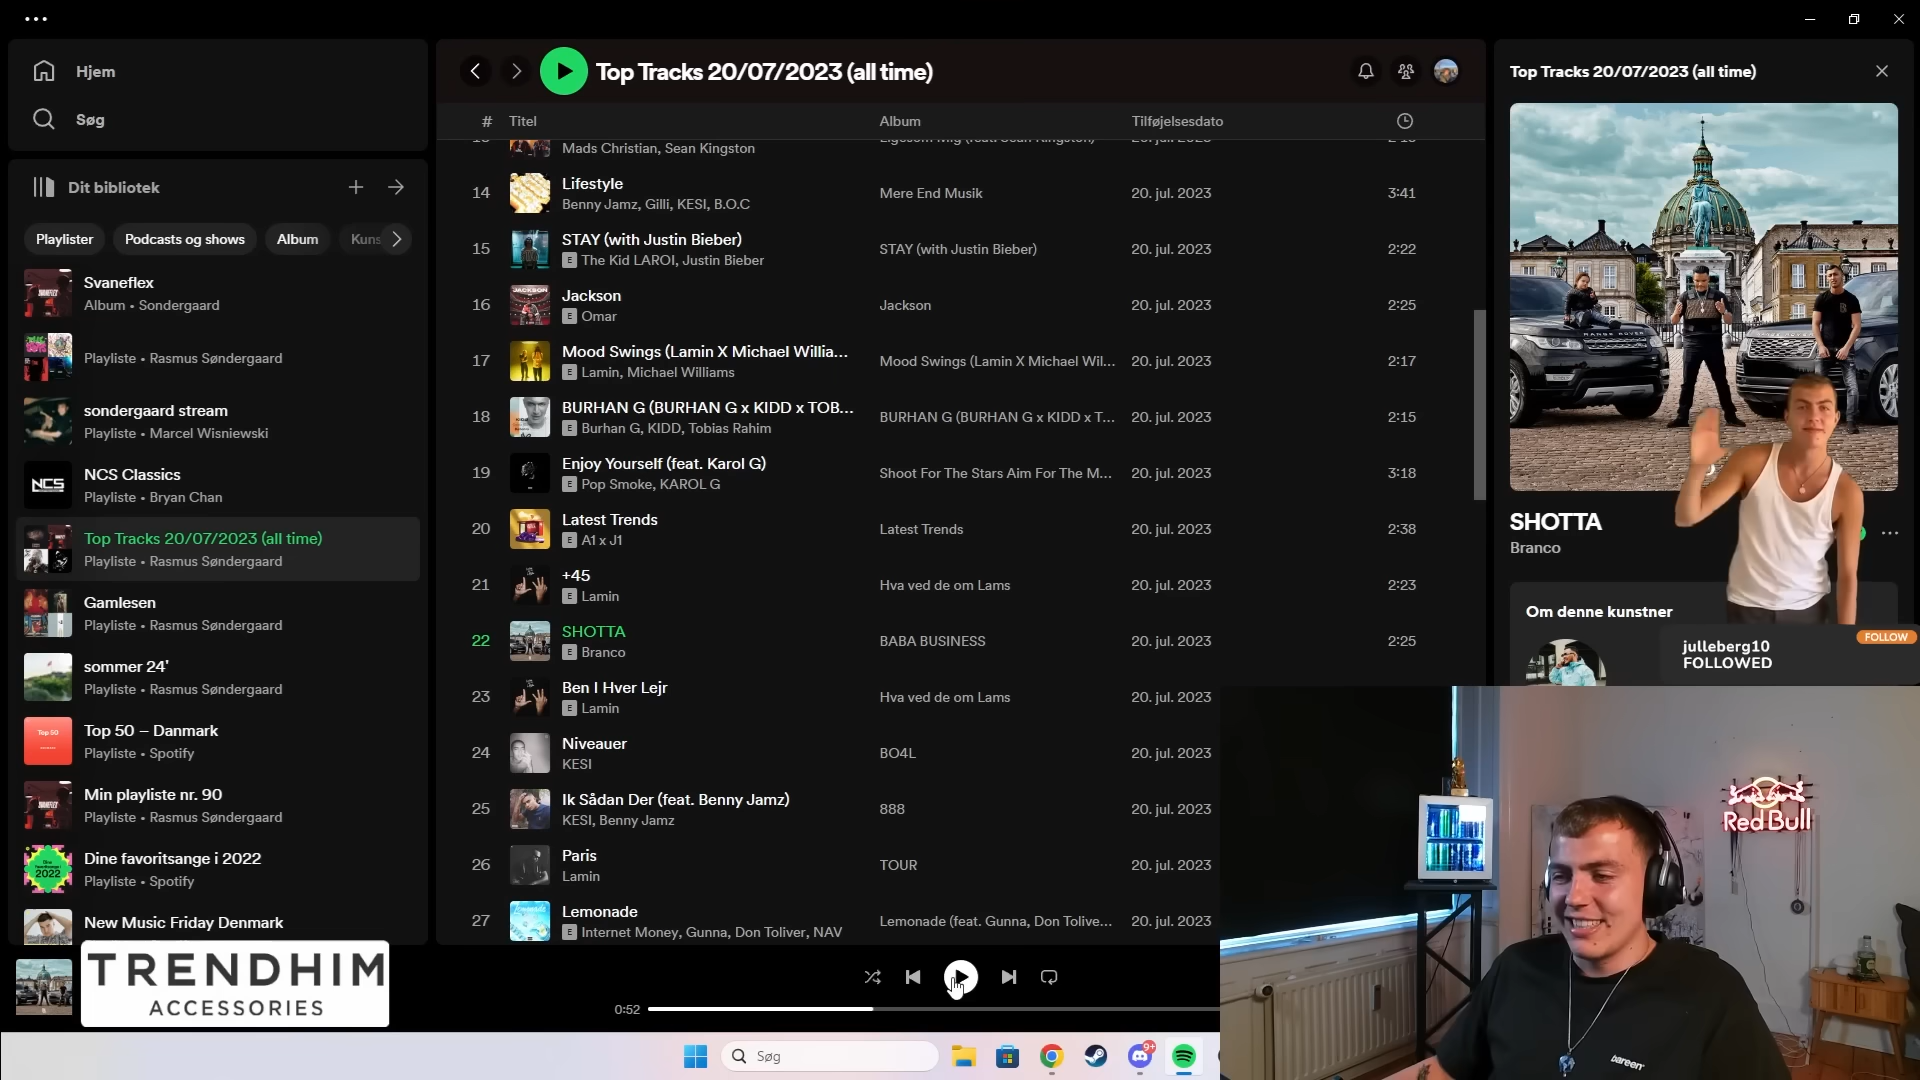 Hjem
Søg
Dit bibliotek
Playlister
Podcasts og shows
Album
Kuns
Svaneflex
Album • Sondergaard
Playliste • Rasmus Søndergaard
sondergaard stream
Playliste • Marcel Wisniewski
NCS
NCS Classics
Playliste • Bryan Chan
Top Tracks 20/07/2023 (all time)
Playliste • Rasmus Søndergaard
Gamlesen
Playliste • Rasmus Søndergaard
sommer 24'
Playliste • Rasmus Søndergaard
Top 50
Top 50 – Danmark
Playliste • Spotify
Min playliste nr. 90
Playliste • Rasmus Søndergaard
2022
Dine favoritsange i 2022
Playliste • Spotify
New Music Friday Denmark
TRENDHIM
ACCESSORIES
Top Tracks 20/07/2023 (all time)
# Titel Album Tilføjelsesdato
Mads Christian, Sean Kingston
14 Lifestyle Mere End Musik 20. jul. 2023 3:41
Benny Jamz, Gilli, KESI, B.O.C
15 STAY (with Justin Bieber) STAY (with Justin Bieber) 20. jul. 2023 2:22
E The Kid LAROI, Justin Bieber
16 Jackson Jackson 20. jul. 2023 2:25
E Omar
17 Mood Swings (Lamin X Michael Willia... Mood Swings (Lamin X Michael Wil... 20. jul. 2023 2:17
E Lamin, Michael Williams
18 BURHAN G (BURHAN G x KIDD x TOB... BURHAN G (BURHAN G x KIDD x T... 20. jul. 2023 2:15
E Burhan G, KIDD, Tobias Rahim
19 Enjoy Yourself (feat. Karol G) Shoot For The Stars Aim For The M... 20. jul. 2023 3:18
E Pop Smoke, KAROL G
20 Latest Trends Latest Trends 20. jul. 2023 2:38
E A1 x J1
21 +45 Hva ved de om Lams 20. jul. 2023 2:23
E Lamin
22 SHOTTA BABA BUSINESS 20. jul. 2023 2:25
E Branco
23 Ben I Hver Lejr Hva ved de om Lams 20. jul. 2023
E Lamin
24 Niveauer BO4L 20. jul. 2023
KESI
25 Ik Sådan Der (feat. Benny Jamz) 888 20. jul. 2023
KESI, Benny Jamz
26 Paris TOUR 20. jul. 2023
Lamin
27 Lemonade Lemonade (feat. Gunna, Don Tolive... 20. jul. 2023
E Internet Money, Gunna, Don Toliver, NAV
0:52
Top Tracks 20/07/2023 (all time)
RANGE ROVER
SHOTTA
Branco
Om denne kunstner
FOLLOW
julleberg10
FOLLOWED
Red Bull
Søg
9+